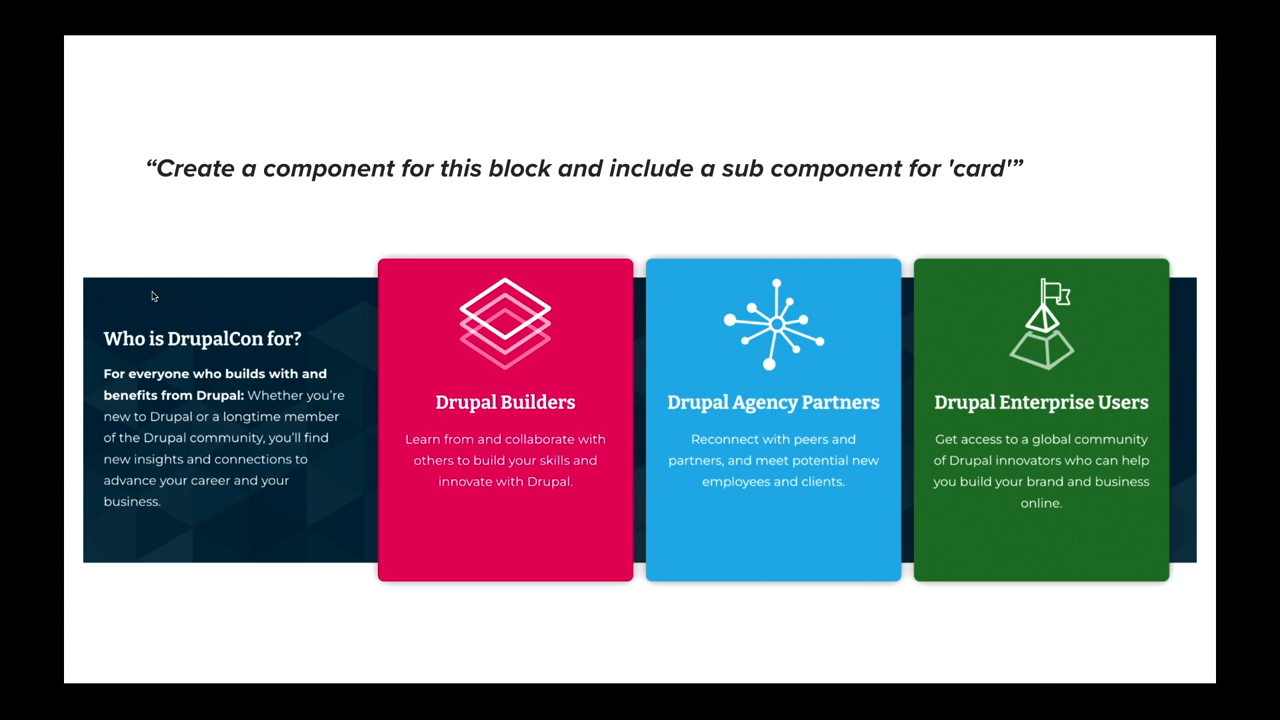 “Create a component for this block and include a sub component for 'card'”
Who is DrupalCon for?
For everyone who builds with and
benefits from Drupal: Whether you’re
new to Drupal or a longtime member
of the Drupal community, you’ll find
new insights and connections to
advance your career and your
business.
Drupal Builders
Learn from and collaborate with
others to build your skills and
innovate with Drupal.
Drupal Agency Partners
Reconnect with peers and
partners, and meet potential new
employees and clients.
Drupal Enterprise Users
Get access to a global community
of Drupal innovators who can help
you build your brand and business
online.